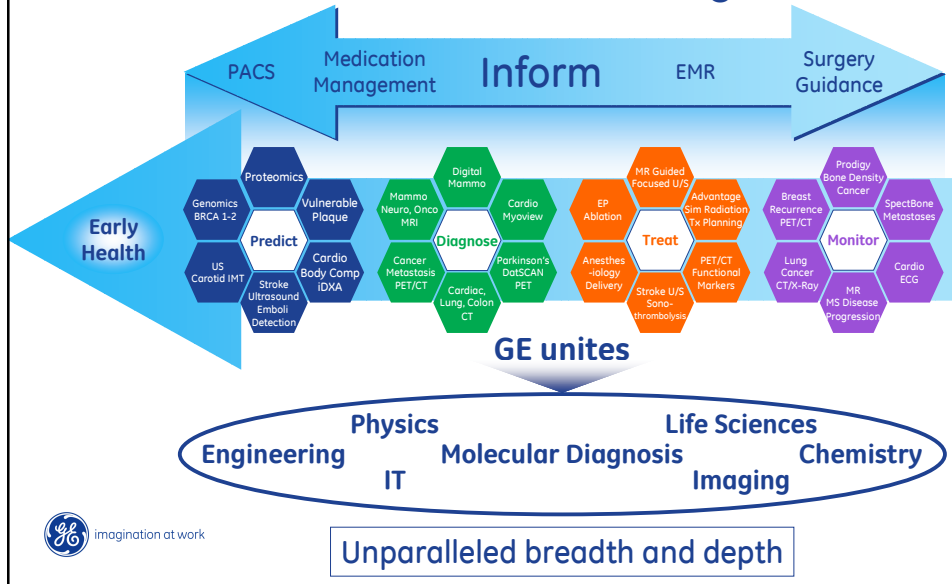 PACS
Medication
Management
Inform
EMR
Surgery
Guidance
Early
Health
Proteomics
Genomics
BRCA 1-2
Vulnerable
Plaque
Predict
US
Carotid IMT
Cardio
Body Comp
iDXA
Stroke
Ultrasound
Emboli
Detection
Digital
Mammo
Mammo
Neuro, Onco
MRI
Cardio
Myoview
Diagnose
Cancer
Metastasis
PET/CT
Parkinson's
DatSCAN
PET
Cardiac,
Lung, Colon
CT
MR Guided
Focused U/S
EP
Ablation
Advantage
Sim Radiation
Tx Planning
Treat
Anesthes
-iology
Delivery
PET/CT
Functional
Markers
Stroke U/S
Sono-
thrombolysis
Prodigy
Bone Density
Cancer
Breast
Recurrence
PET/CT
SpectBone
Metastases
Monitor
Lung
Cancer
CT/X-Ray
Cardio
ECG
MR
MS Disease
Progression
GE unites
Physics
Life Sciences
Engineering
Molecular Diagnosis
Chemistry
IT
Imaging
GE imagination at work
Unparalleled breadth and depth